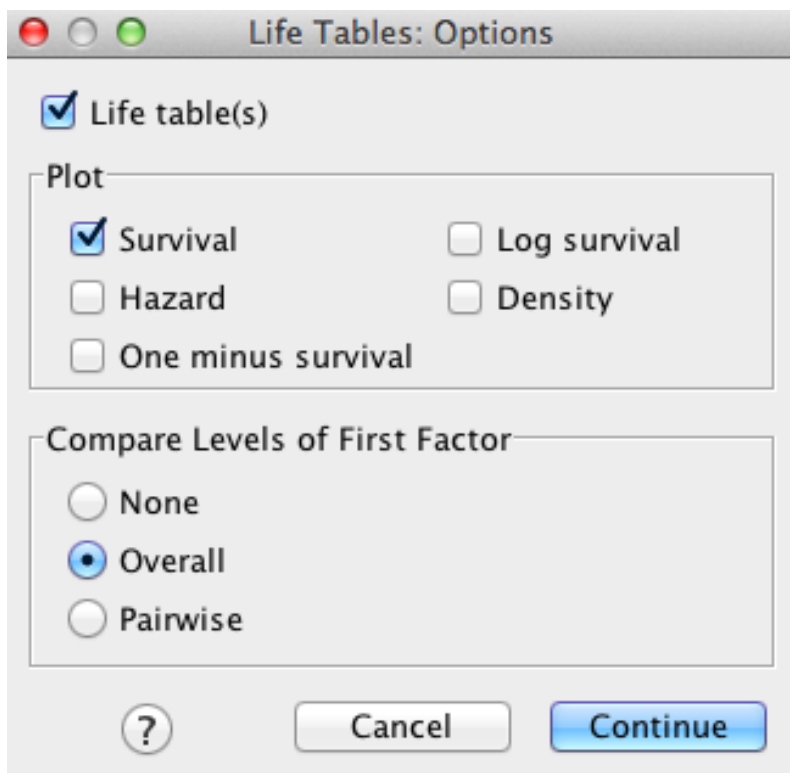 Life Tables: Options
Life table(s)
Plot
Survival
Log survival
Hazard
Density
One minus survival
Compare Levels of First Factor
None
Overall
Pairwise
?
Cancel
Continue